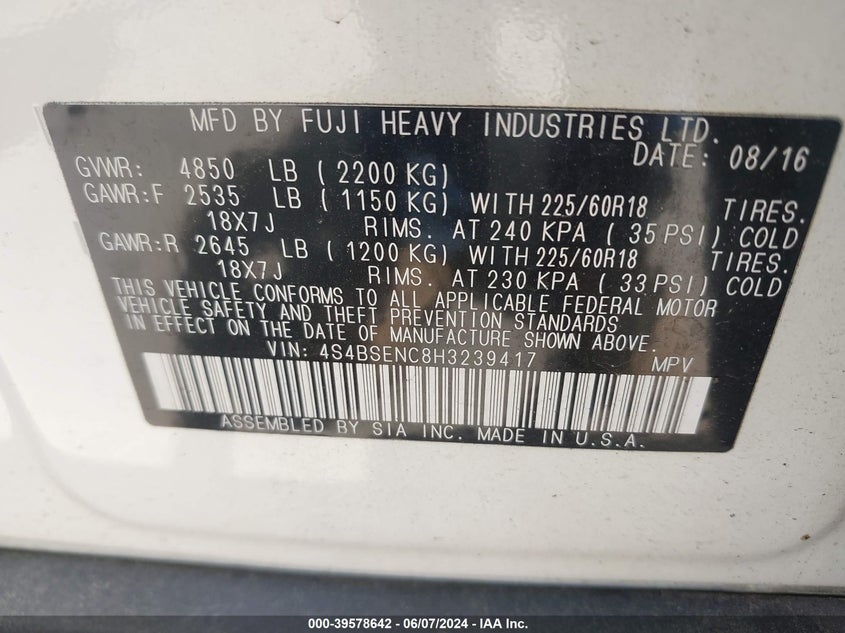 MFD BY FUJI HEAVY INDUSTRIES LTD.
DATE: 08/16
GVWR: 4850 LB (2200 KG)
GAWR:F 2535 LB (1150 KG) WITH 225/60R18 TIRES.
18X7J RIMS. AT 240 KPA (35 PSI) COLD
GAWR:R 2645 LB (1200 KG) WITH 225/60R18 TIRES.
18X7J RIMS. AT 230 KPA (33 PSI) COLD
THIS VEHICLE CONFORMS TO ALL APPLICABLE FEDERAL MOTOR
VEHICLE SAFETY AND THEFT PREVENTION STANDARDS
IN EFFECT ON THE DATE OF MANUFACTURE SHOWN ABOVE.
VIN: 4S4BSENC8H3239417 MPV
ASSEMBLED BY SIA INC. MADE IN U.S.A.
000-39578642 - 06/07/2024 - IAA Inc.